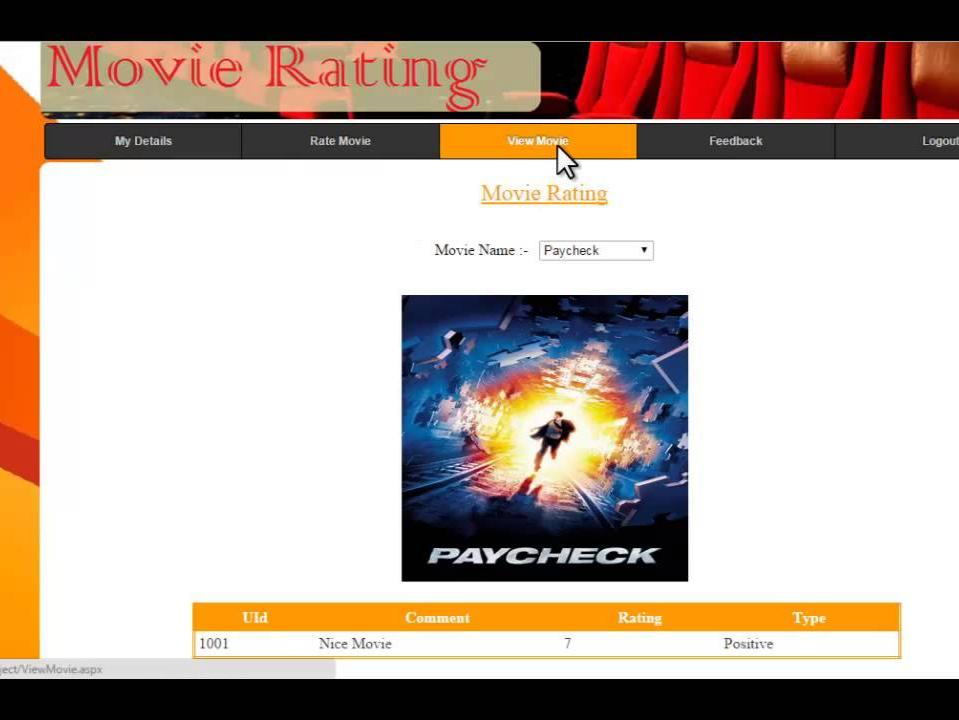 Movie Rating
My Details Rate Movie View Movie Feedback Logout
Movie Rating
Movie Name :- Paycheck
PAYCHECK
UId Comment Rating Type
1001 Nice Movie 7 Positive
ject/ViewMovie.aspx